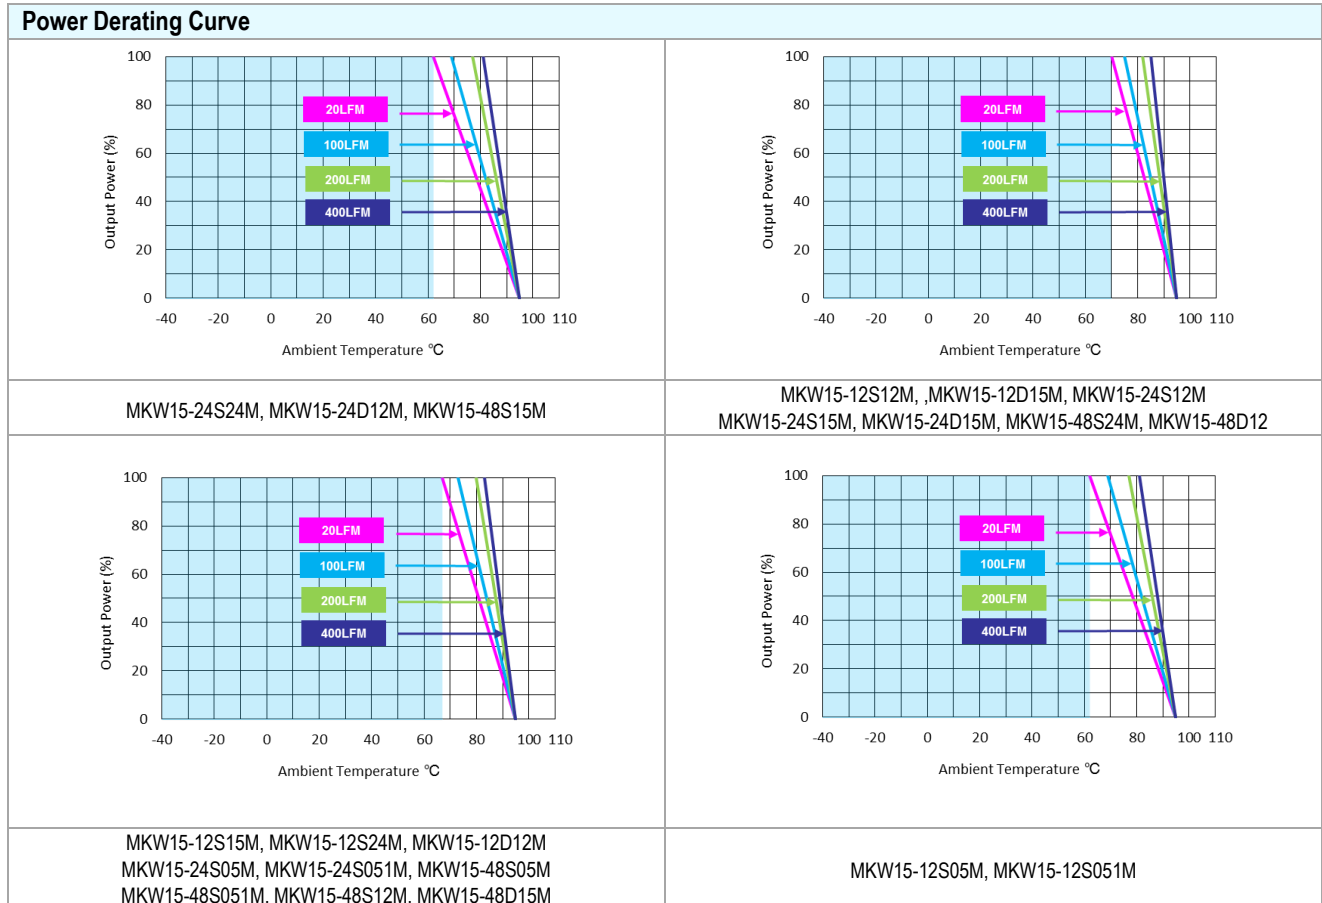 Power Derating Curve
100
80
60
40
20
0
Output Power (%)
20LFM
100LFM
200LFM
400LFM
-40 -20 0 20 40 60 80 100 110
Ambient Temperature ℃
100
80
60
40
20
0
Output Power (%)
20LFM
100LFM
200LFM
400LFM
-40 -20 0 20 40 60 80 100 110
Ambient Temperature ℃
MKW15-24S24M, MKW15-24D12M, MKW15-48S15M
MKW15-12S12M, ,MKW15-12D15M, MKW15-24S12M
MKW15-24S15M, MKW15-24D15M, MKW15-48S24M, MKW15-48D12
100
80
60
40
20
0
Output Power (%)
20LFM
100LFM
200LFM
400LFM
-40 -20 0 20 40 60 80 100 110
Ambient Temperature ℃
100
80
60
40
20
0
Output Power (%)
20LFM
100LFM
200LFM
400LFM
-40 -20 0 20 40 60 80 100 110
Ambient Temperature ℃
MKW15-12S15M, MKW15-12S24M, MKW15-12D12M
MKW15-24S05M, MKW15-24S051M, MKW15-48S05M
MKW15-48S051M, MKW15-48S12M, MKW15-48D15M
MKW15-12S05M, MKW15-12S051M